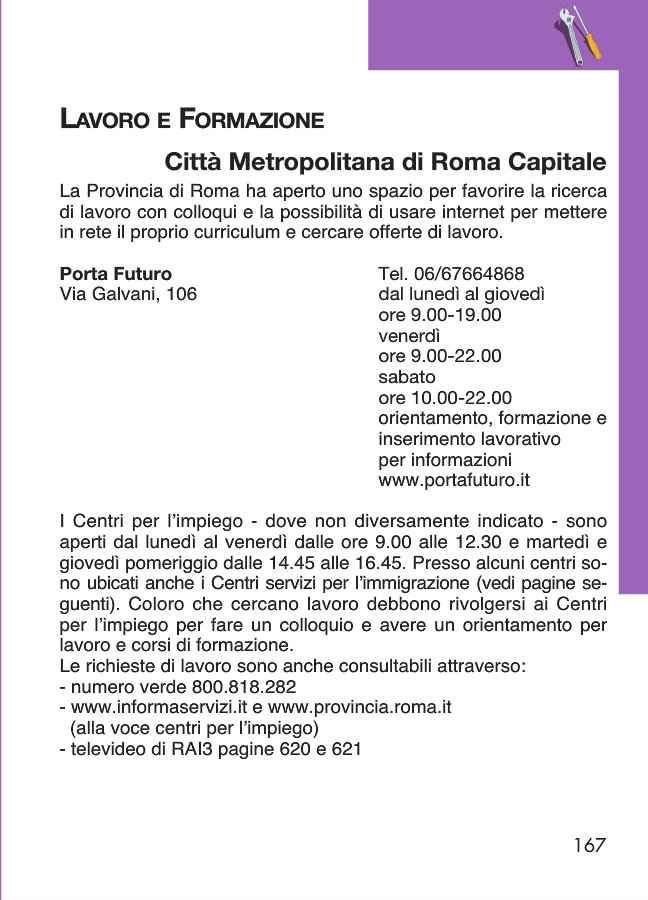 LAVORO E FORMAZIONE
Città Metropolitana di Roma Capitale
La Provincia di Roma ha aperto uno spazio per favorire la ricerca
di lavoro con colloqui e la possibilità di usare internet per mettere
in rete il proprio curriculum e cercare offerte di lavoro.
Porta Futuro
Via Galvani, 106
Tel. 06/67664868
dal lunedì al giovedì
ore 9.00-19.00
venerdì
ore 9.00-22.00
sabato
ore 10.00-22.00
orientamento, formazione e
inserimento lavorativo
per informazioni
www.portafuturo.it
I Centri per l'impiego - dove non diversamente indicato - sono
aperti dal lunedì al venerdì dalle ore 9.00 alle 12.30 e martedì e
giovedì pomeriggio dalle 14.45 alle 16.45. Presso alcuni centri so-
no ubicati anche i Centri servizi per l'immigrazione (vedi pagine se-
guenti). Coloro che cercano lavoro debbono rivolgersi ai Centri
per l'impiego per fare un colloquio e avere un orientamento per
lavoro e corsi di formazione.
Le richieste di lavoro sono anche consultabili attraverso:
- numero verde 800.818.282
- www.informaservizi.it e www.provincia.roma.it
(alla voce centri per l'impiego)
- televideo di RAI3 pagine 620 e 621
167